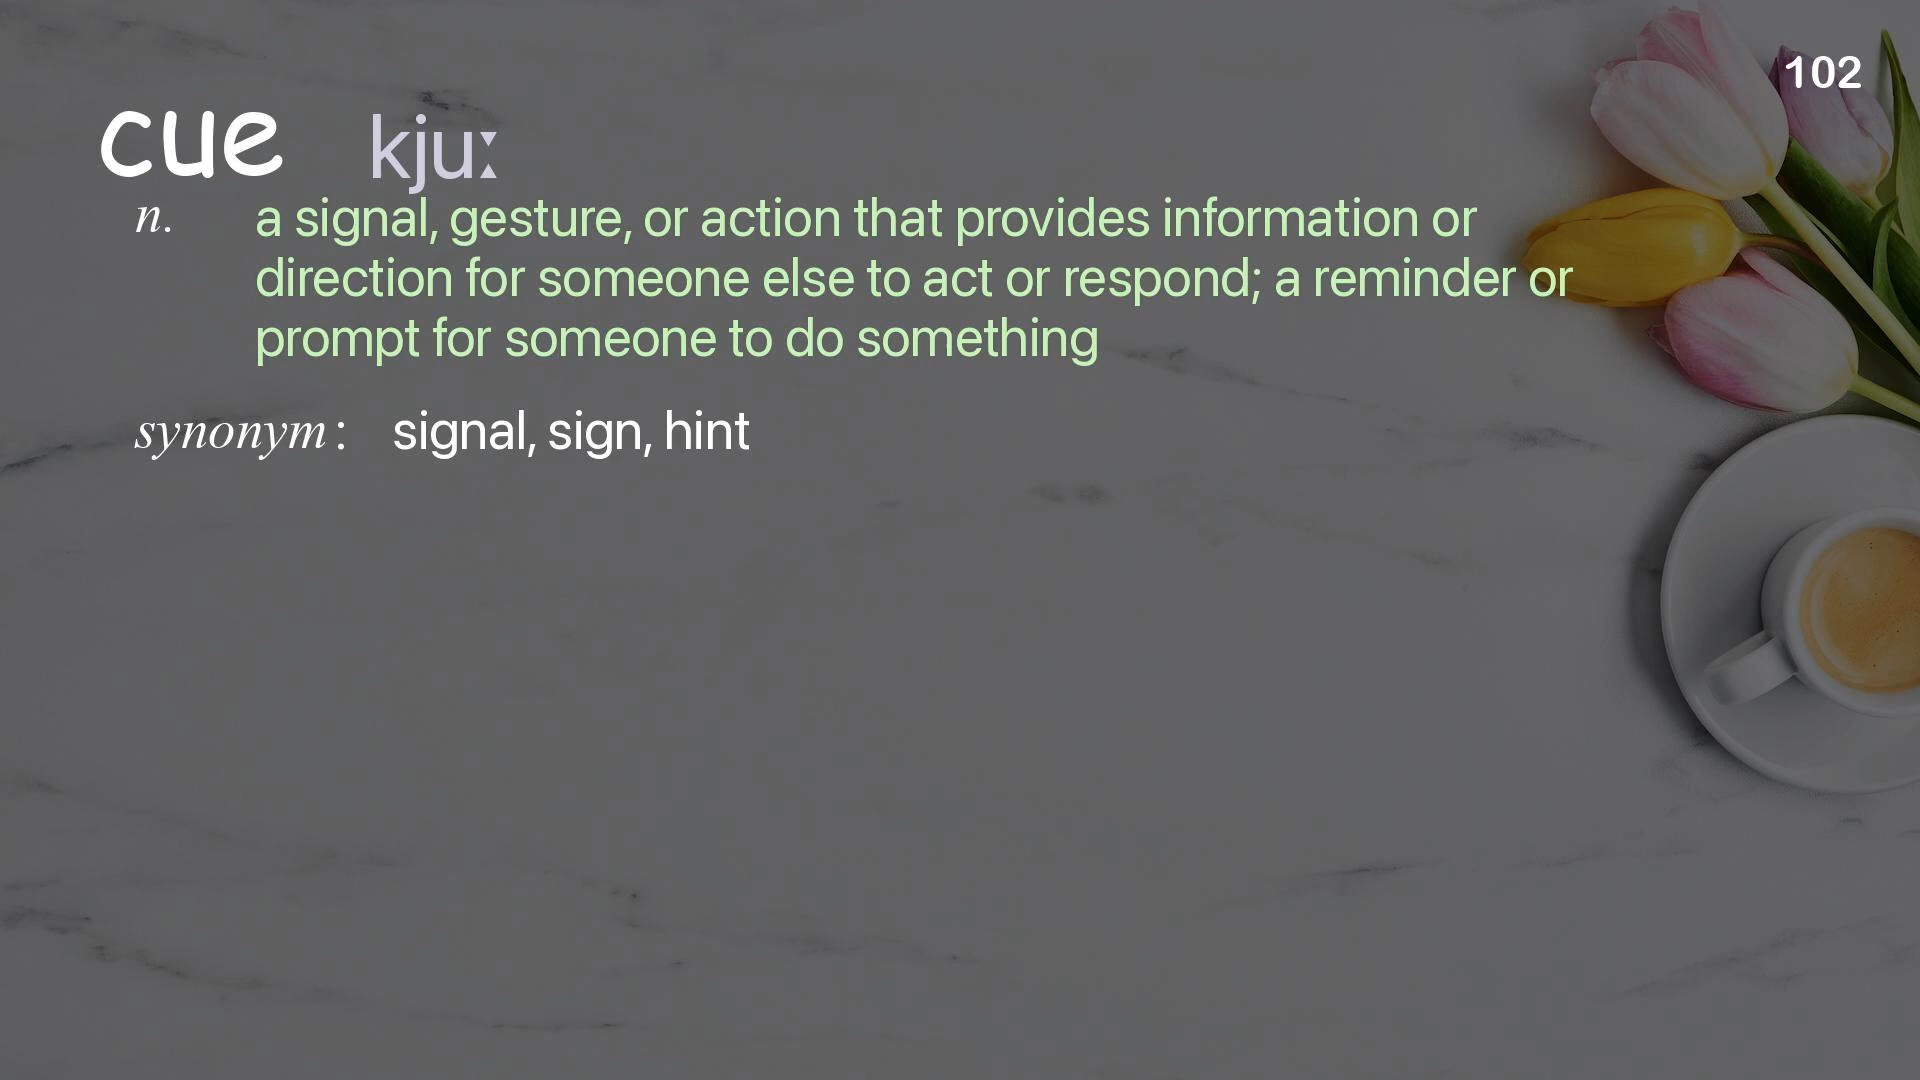 102
cue kjuː
n. a signal, gesture, or action that provides information or
direction for someone else to act or respond; a reminder or
prompt for someone to do something
synonym: signal, sign, hint